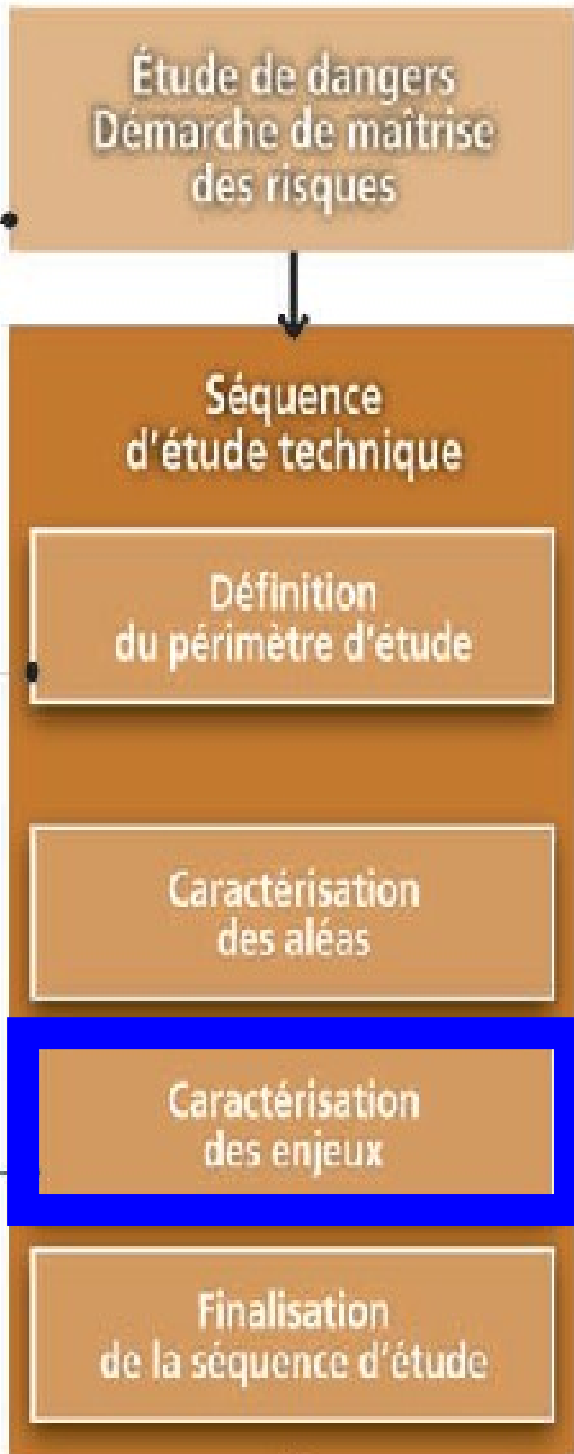 Étude de dangers
Démarche de maîtrise
des risques
Séquence
d'étude technique
Définition
du périmètre d'étude
Caractérisation
des aléas
Caractérisation
des enjeux
Finalisation
de la séquence d'étude